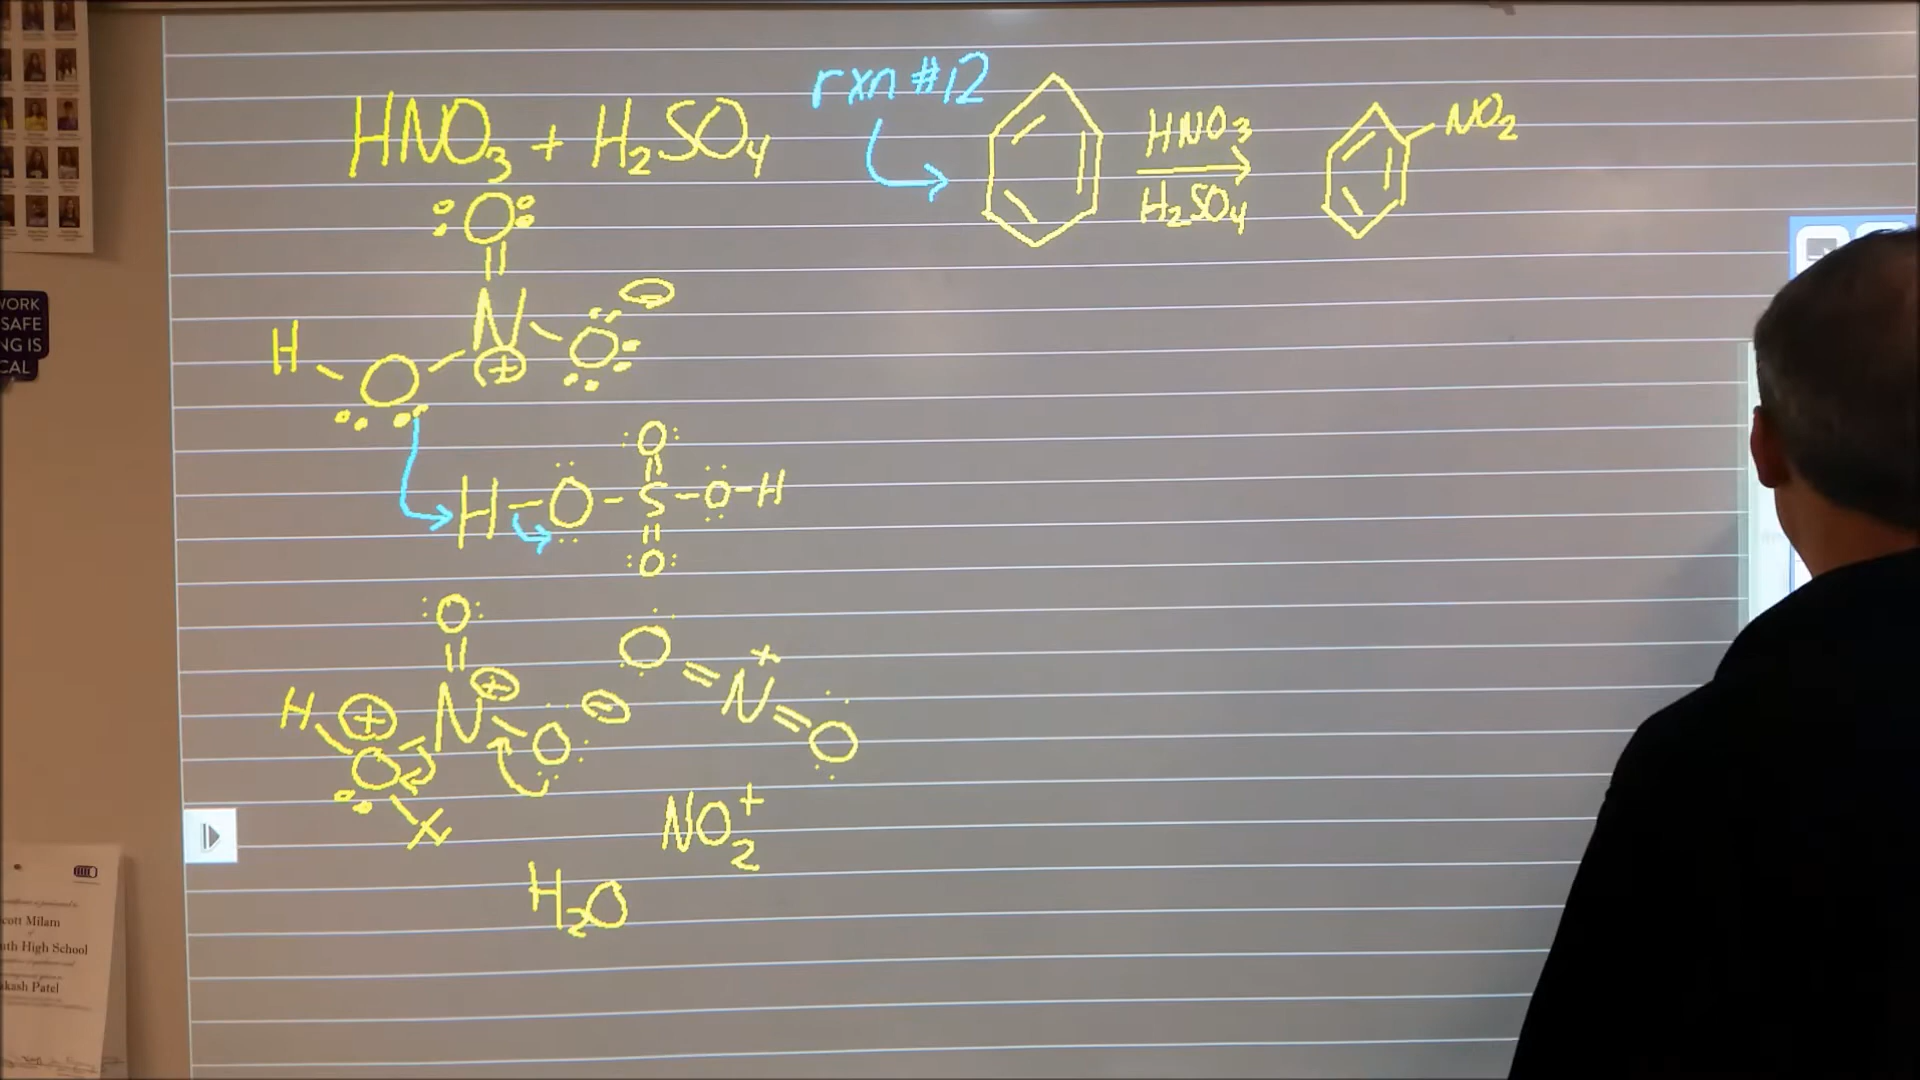 WORK
SAFE
NG IS
CAL
rxn #12
HNO3 + H2SO4
HNO3
H2SO4
NO2
O
N
⊕
O
⊖
H
O
O
H-O-S-O-H
O
O
H ⊕ N ⊕ O ⊖
O
H
O=N=O
+
NO2+
H2O
cott Milam
uth High School
kash Patel